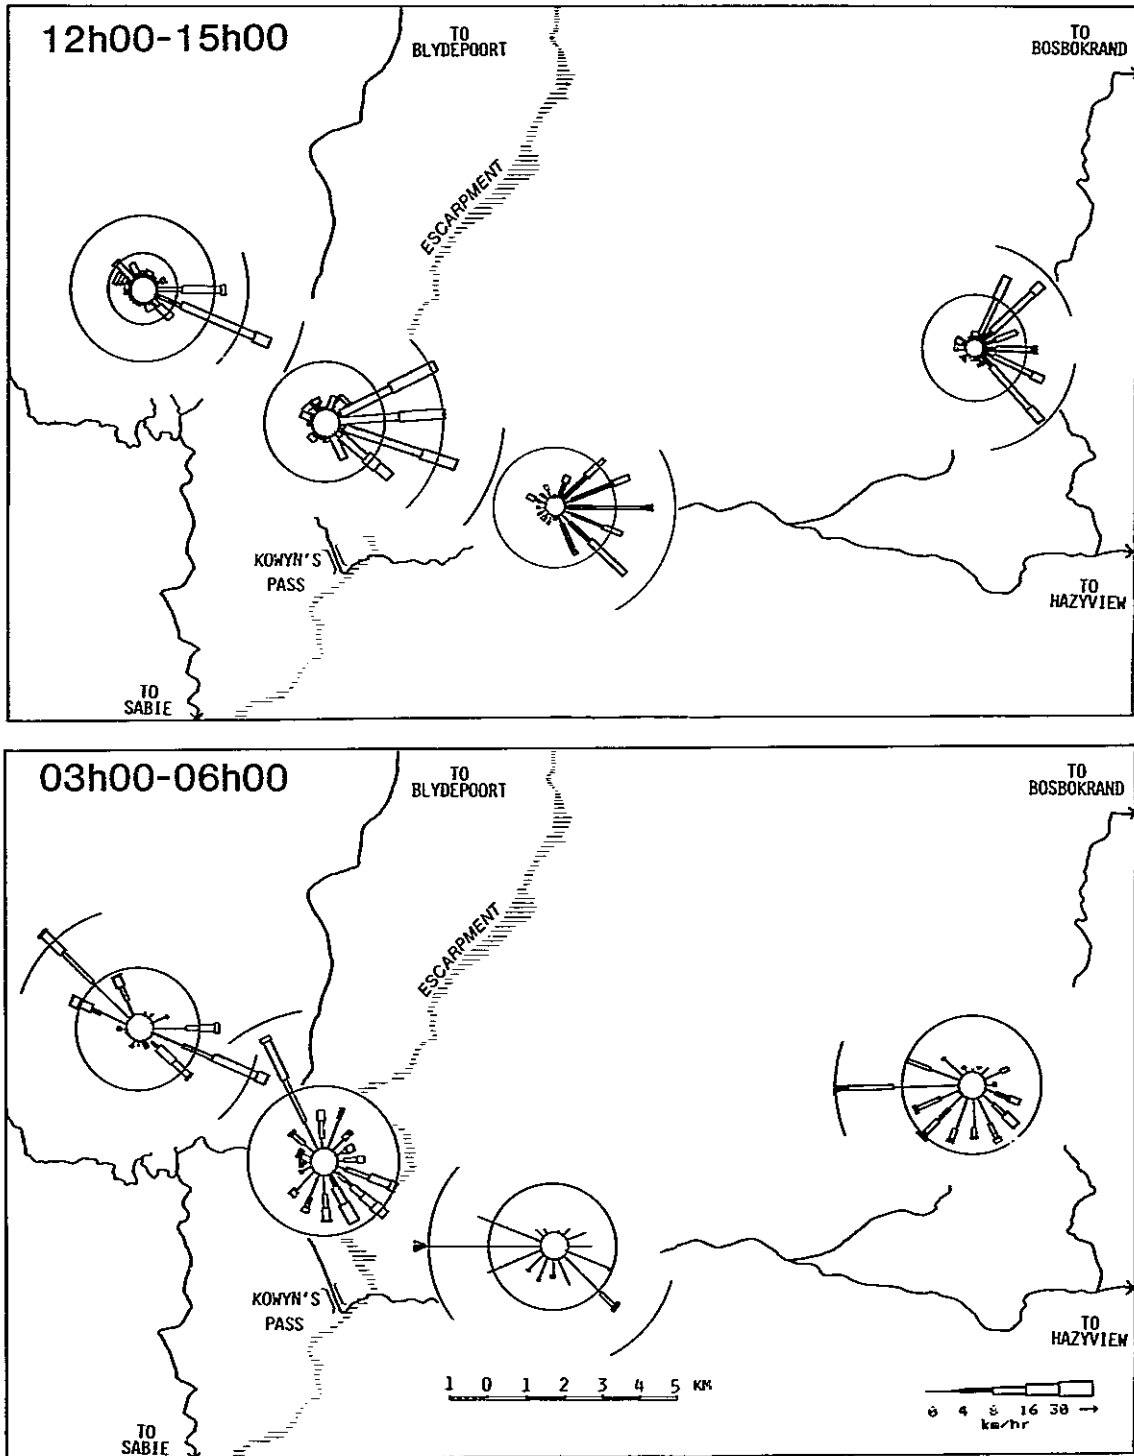 12h00-15h00
TO
BLYDEPOORT
TO
BOSBOKRAND
ESCARPMENT
KOWYN'S
PASS
TO
HAZYVIEW
TO
SABIE
03h00-06h00
TO
BLYDEPOORT
TO
BOSBOKRAND
ESCARPMENT
KOWYN'S
PASS
TO
HAZYVIEW
1 0 1 2 3 4 5 KM
0 4 8 16 30 →
km/hr
TO
SABIE